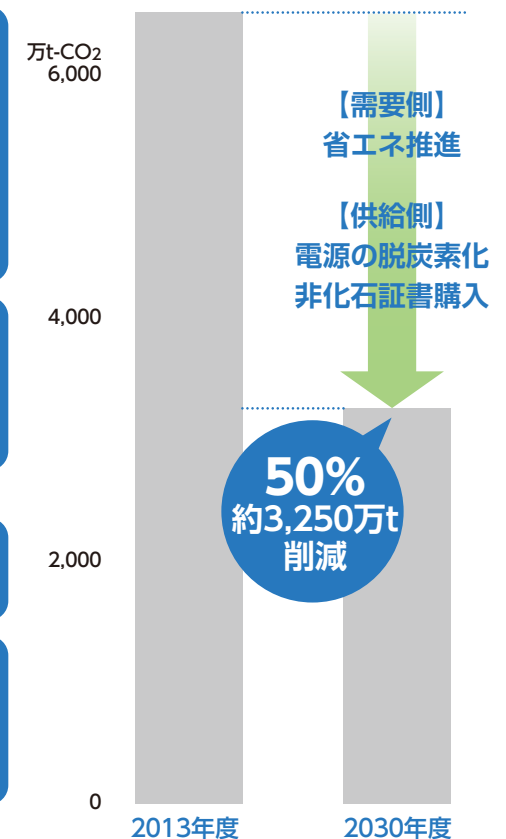 万t-CO2
6,000
【需要側】
省エネ推進
【供給側】
電源の脱炭素化
非化石証書購入
4,000
50%
約3,250万t
削減
2,000
0
2013年度
2030年度